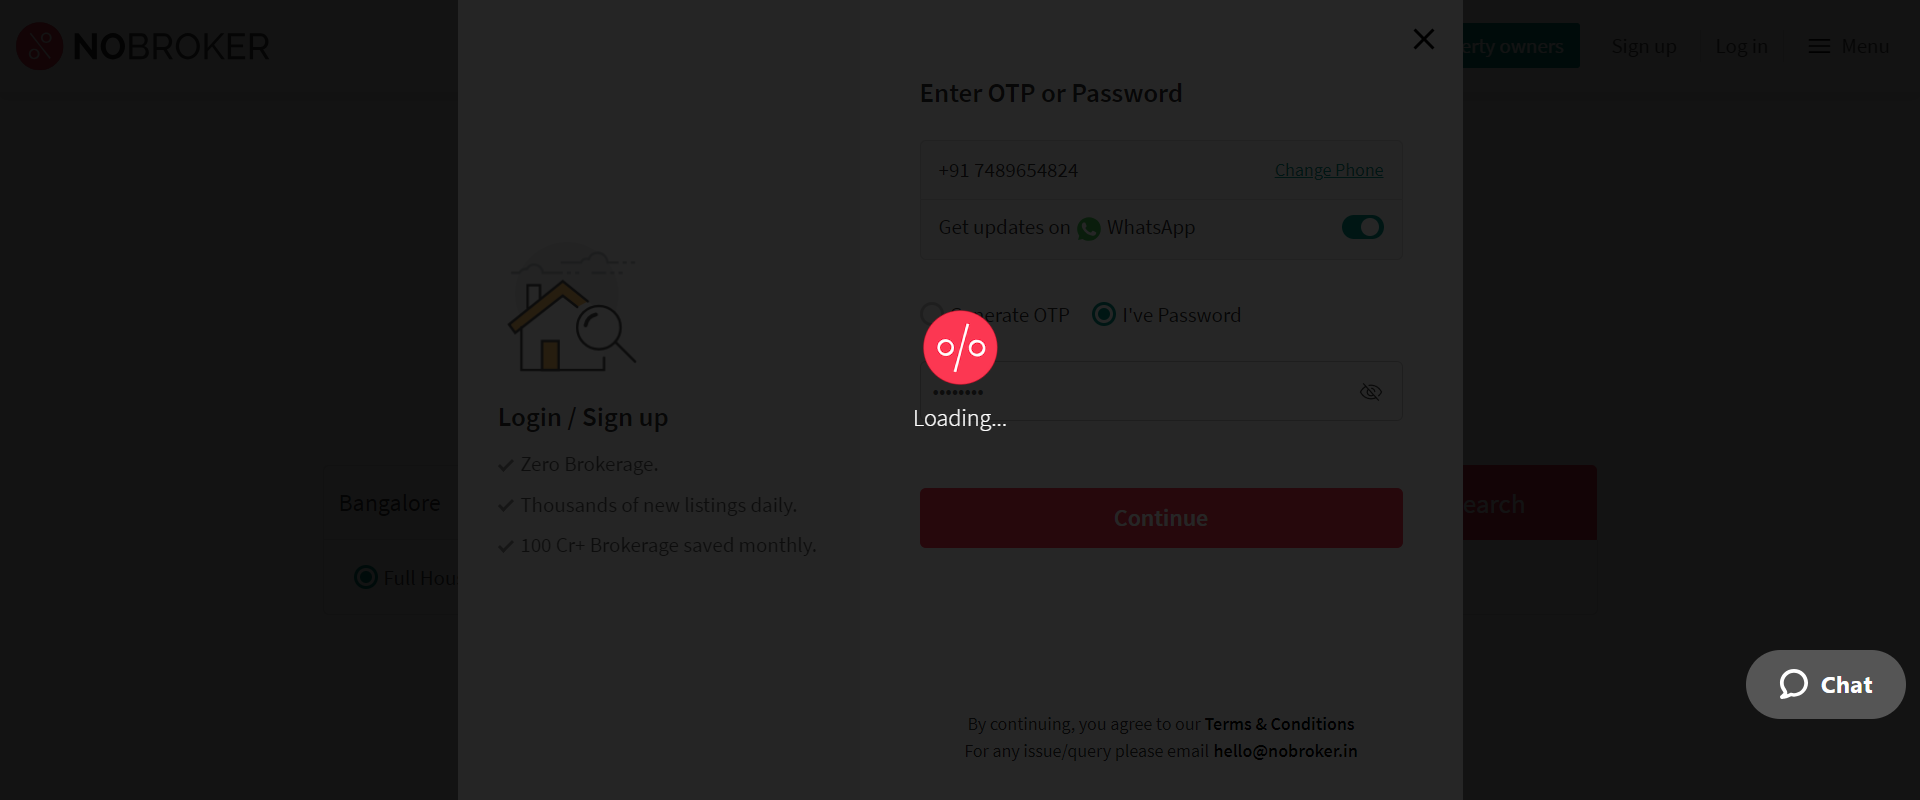 NOBROKER
erty owners
Sign up
Log in
Menu
Enter OTP or Password
+91 7489654824
Change Phone
Get updates on WhatsApp
Generate OTP
I've Password
••••••••
Loading...
Continue
Login / Sign up
Zero Brokerage.
Thousands of new listings daily.
100 Cr+ Brokerage saved monthly.
Bangalore
Full Hou
earch
Chat
By continuing, you agree to our Terms & Conditions
For any issue/query please email hello@nobroker.in